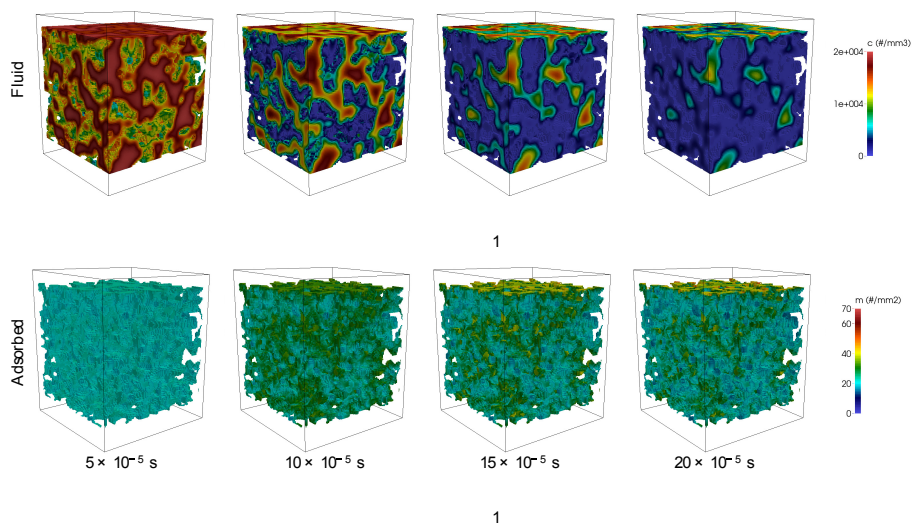 Fluid
c (#/mm3)
2e+004
1e+004
0
1
Adsorbed
m (#/mm2)
70
60
40
20
0
5 × 10⁻⁵ s
10 × 10⁻⁵ s
15 × 10⁻⁵ s
20 × 10⁻⁵ s
1